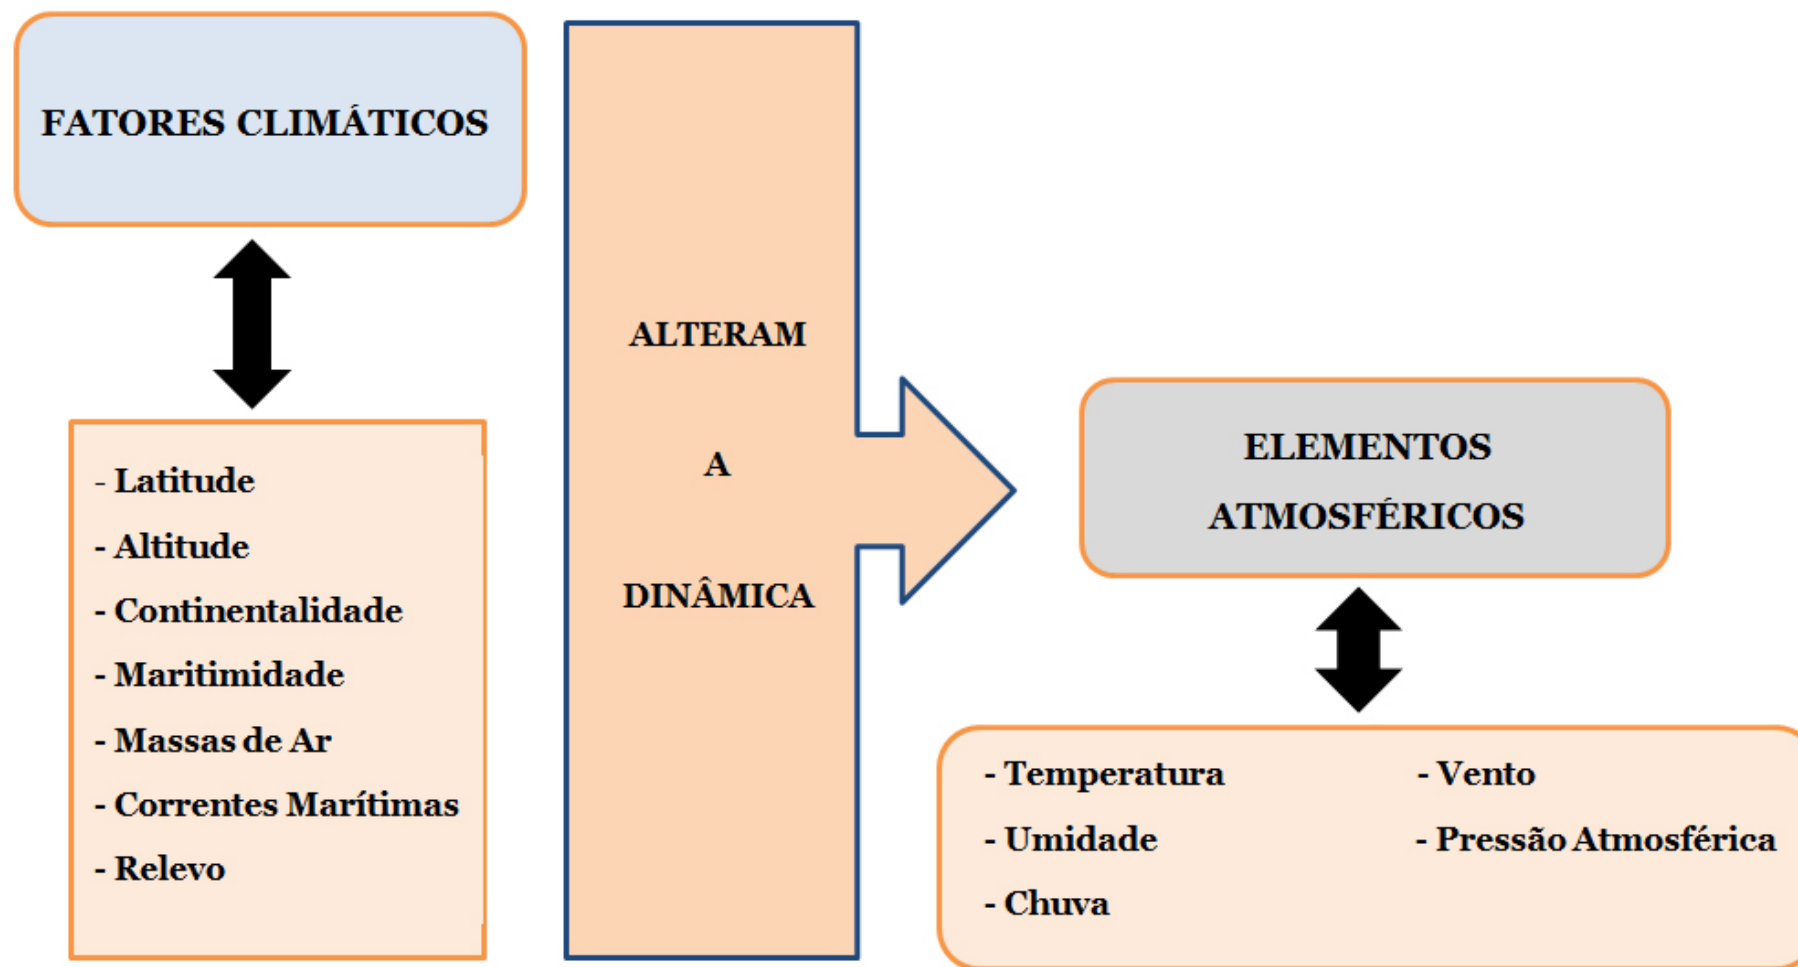 FATORES CLIMÁTICOS
- Latitude
- Altitude
- Continentalidade
- Maritimidade
- Massas de Ar
- Correntes Marítimas
- Relevo
ALTERAM
A
DINÂMICA
ELEMENTOS
ATMOSFÉRICOS
- Temperatura
- Umidade
- Chuva
- Vento
- Pressão Atmosférica